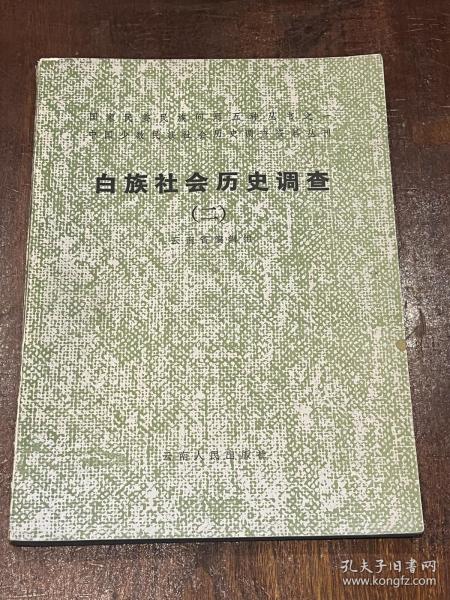 国家民委民族问题五种丛书之一
中国少数民族社会历史调查资料丛刊
白族社会历史调查
（二）
云南省编辑组
云南人民出版社
孔夫子旧书网
www.kongfz.com